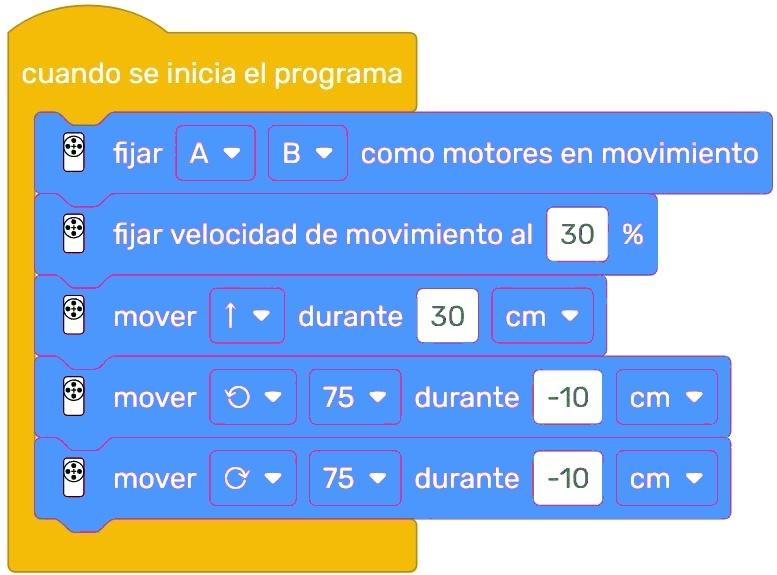 cuando se inicia el programa
fijar A B como motores en movimiento
fijar velocidad de movimiento al 30 %
mover ↑ durante 30 cm
mover 75 durante -10 cm
mover 75 durante -10 cm